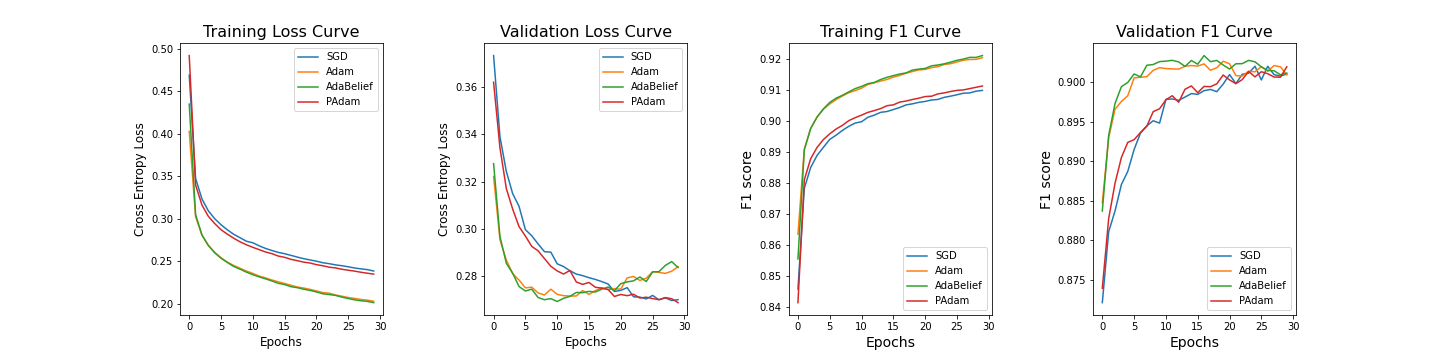 Training Loss Curve
Cross Entropy Loss
0.50
0.45
0.40
0.35
0.30
0.25
0.20
0 5 10 15 20 25 30
Epochs
SGD
Adam
AdaBelief
PAdam
Validation Loss Curve
Cross Entropy Loss
0.36
0.34
0.32
0.30
0.28
0 5 10 15 20 25 30
Epochs
SGD
Adam
AdaBelief
PAdam
Training F1 Curve
F1 score
0.92
0.91
0.90
0.89
0.88
0.87
0.86
0.85
0.84
0 5 10 15 20 25 30
Epochs
SGD
Adam
AdaBelief
PAdam
Validation F1 Curve
F1 score
0.900
0.895
0.890
0.885
0.880
0.875
0 5 10 15 20 25 30
Epochs
SGD
Adam
AdaBelief
PAdam